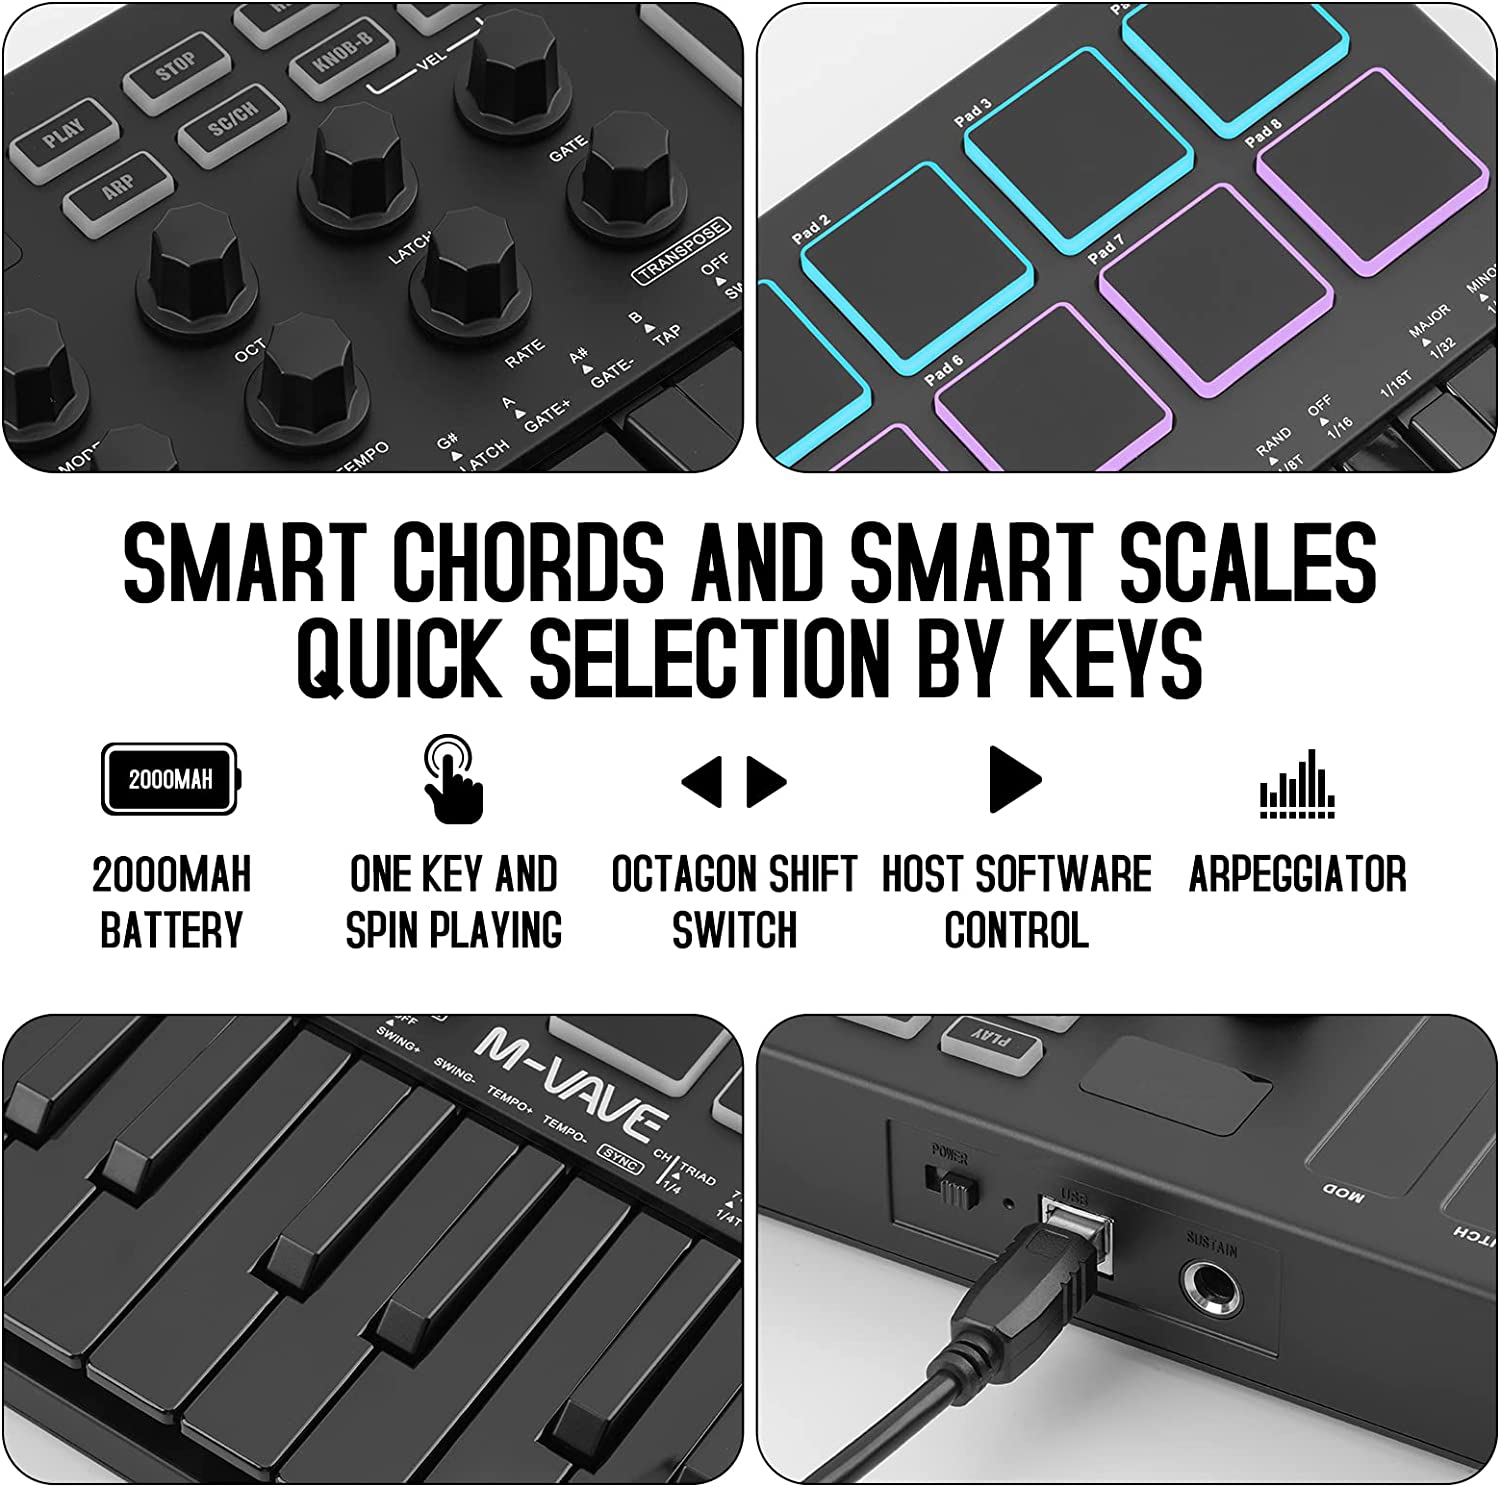 STOP
KNOB-B
VEL
PLAY
SC/CH
ARP
GATE
LATCH
TRANSPOSE
OCT
RATE
OFF
B
TAP
A#
GATE-
A
GATE+
G#
Pad 3
Pad 8
Pad 2
Pad 7
Pad 6
MAJOR
1/32
1/16T
OFF
1/16
RAND
SMART CHORDS AND SMART SCALES
QUICK SELECTION BY KEYS
2000MAH
2000MAH
BATTERY
ONE KEY AND
SPIN PLAYING
OCTAGON SHIFT
SWITCH
HOST SOFTWARE
CONTROL
ARPEGGIATOR
SWING+
SWING-
TEMPO+
TEMPO-
SYNC
M-VAVE
CH
TRIAD
1/4
1/4T
PLAY
POWER
USB
SUSTAIN
MOD